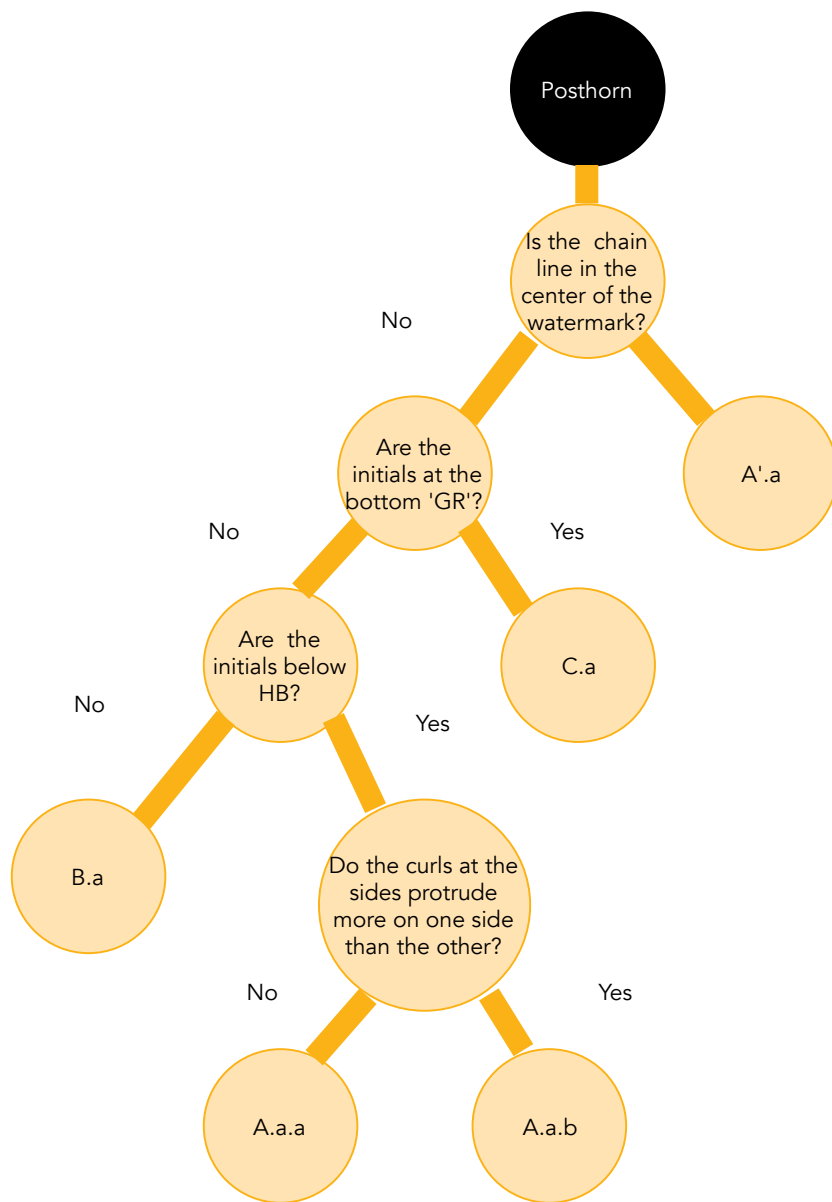 Posthorn
Is the chain
line in the
center of the
watermark?
No
Are the
initials at the
bottom 'GR'?
A'.a
No
Yes
Are the
initials below
HB?
C.a
No
Yes
B.a
Do the curls at the
sides protrude
more on one side
than the other?
No
Yes
A.a.a
A.a.b